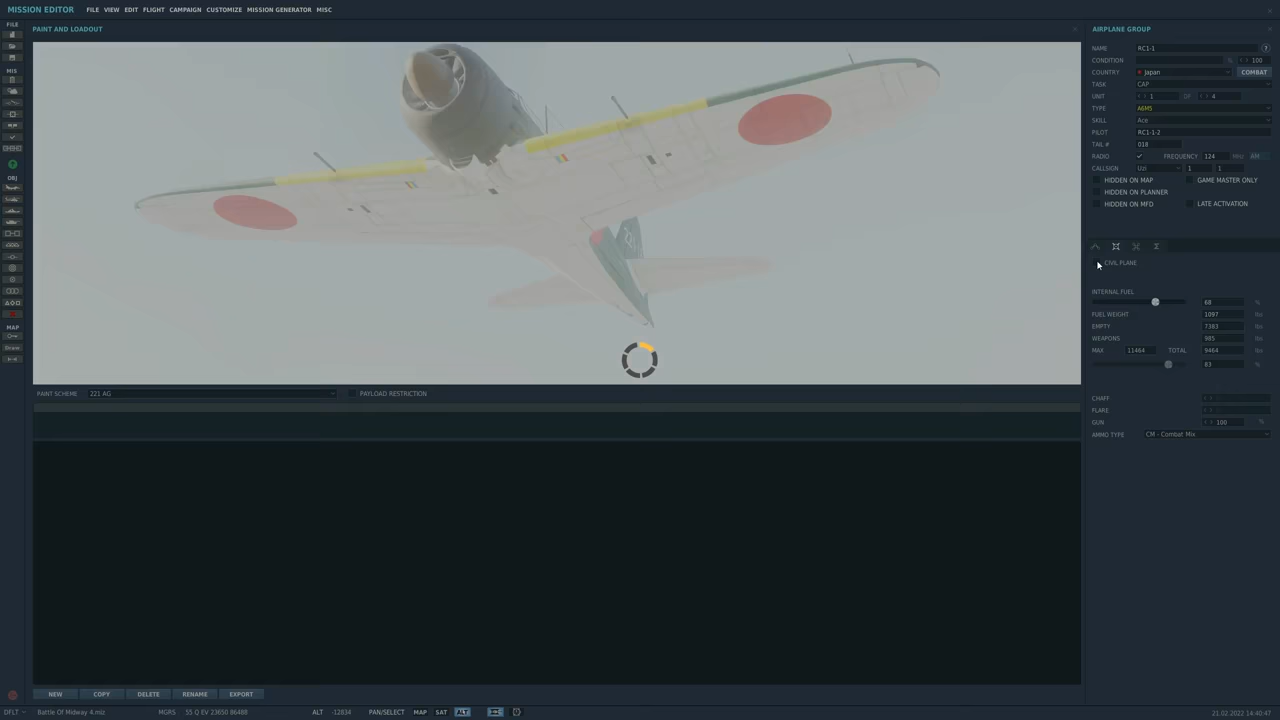 MISSION EDITOR FILE VIEW EDIT FLIGHT CAMPAIGN CUSTOMIZE MISSION GENERATOR MISC
FILE
MIS
OBJ
MAP
PAINT AND LOADOUT
PAINT SCHEME 221 AG PAYLOAD RESTRICTION
NEW COPY DELETE RENAME EXPORT
AIRPLANE GROUP
NAME RC1-1 ?
CONDITION % 100
COUNTRY Japan COMBAT
TASK CAP
UNIT 1 OF 4
TYPE A6M5
SKILL Ace
PILOT RC1-1-2
TAIL # 018
RADIO FREQUENCY 124 MHz AM
CALLSIGN Uzi 1 1
HIDDEN ON MAP GAME MASTER ONLY
HIDDEN ON PLANNER
HIDDEN ON MFD LATE ACTIVATION
CIVIL PLANE
INTERNAL FUEL
68 %
FUEL WEIGHT 1097 lbs
EMPTY 7383 lbs
WEAPONS 985 lbs
MAX 11464 TOTAL 9464 lbs
83 %
CHAFF
FLARE
GUN 100 %
AMMO TYPE CM - Combat Mix
DFLT Battle Of Midway 4.miz MGRS 55 Q EV 23650 86488 ALT -12834 PAN/SELECT MAP SAT ALT 21.02.2022 14:40:47